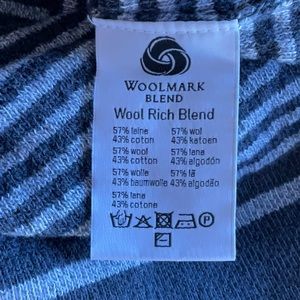 WOOLMARK
BLEND
Wool Rich Blend
57% laine 57% wol
43% coton 43% katoen
57% wool 57% lana
43% cotton 43% algodón
57% wolle 57% lã
43% baumwolle 43% algodão
57% lana
43% cotone
P